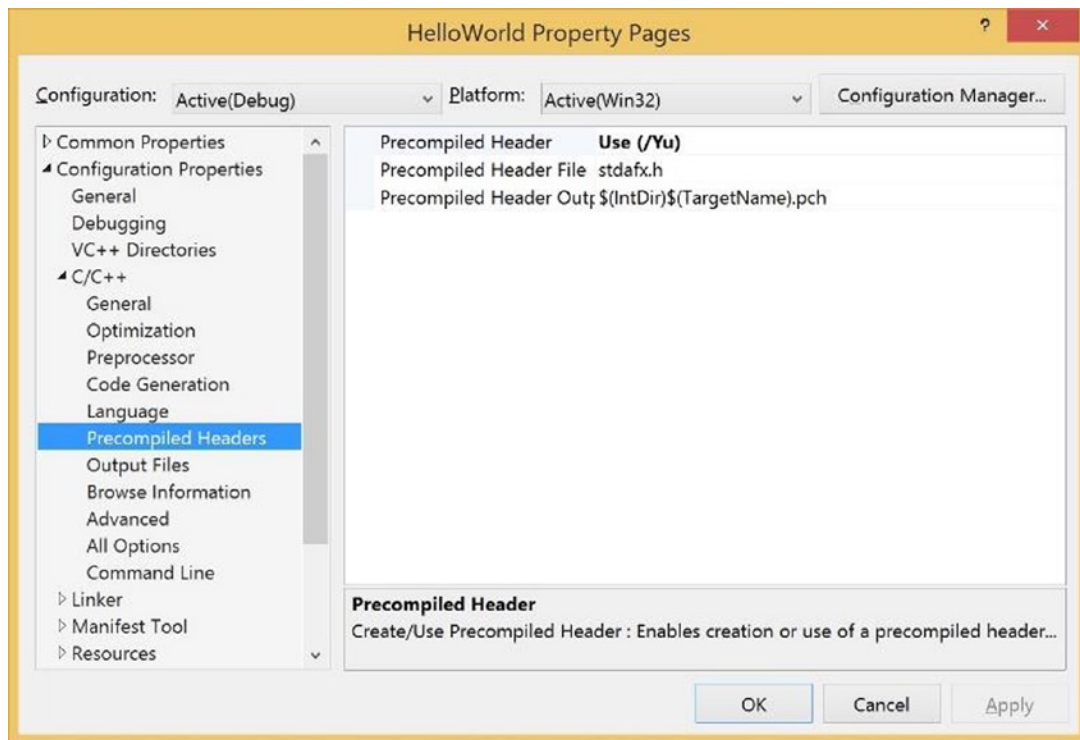 HelloWorld Property Pages
? ×
Configuration: Active(Debug) Platform: Active(Win32) Configuration Manager...
Common Properties
Configuration Properties
General
Debugging
VC++ Directories
C/C++
General
Optimization
Preprocessor
Code Generation
Language
Precompiled Headers
Output Files
Browse Information
Advanced
All Options
Command Line
Linker
Manifest Tool
Resources
Precompiled Header Use (/Yu)
Precompiled Header File stdafx.h
Precompiled Header Outp $(IntDir)$(TargetName).pch
Precompiled Header
Create/Use Precompiled Header : Enables creation or use of a precompiled header...
OK Cancel Apply